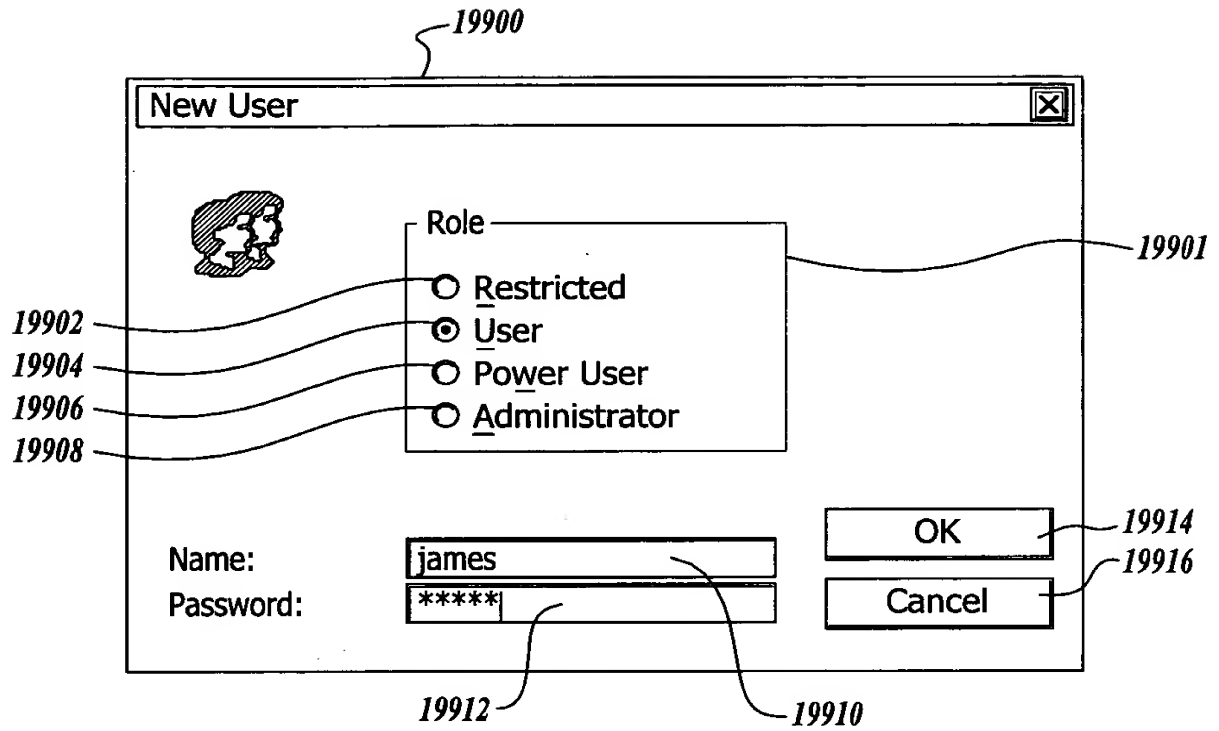 19900
New User
Role
19901
Restricted
19902
User
19904
Power User
19906
Administrator
19908
OK
19914
Name:
james
19916
Password:
*****
Cancel
19912
19910